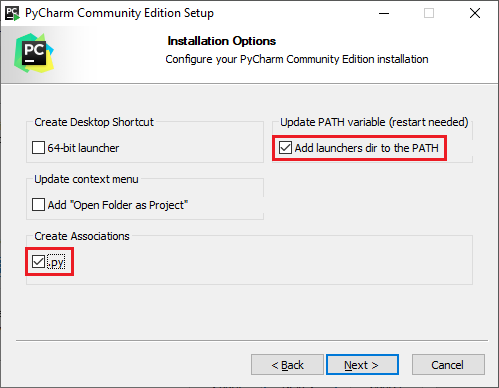 PC PyCharm Community Edition Setup
PC
Installation Options
Configure your PyCharm Community Edition installation
Create Desktop Shortcut
64-bit launcher
Update PATH variable (restart needed)
Add launchers dir to the PATH
Update context menu
Add "Open Folder as Project"
Create Associations
.py
< Back
Next >
Cancel